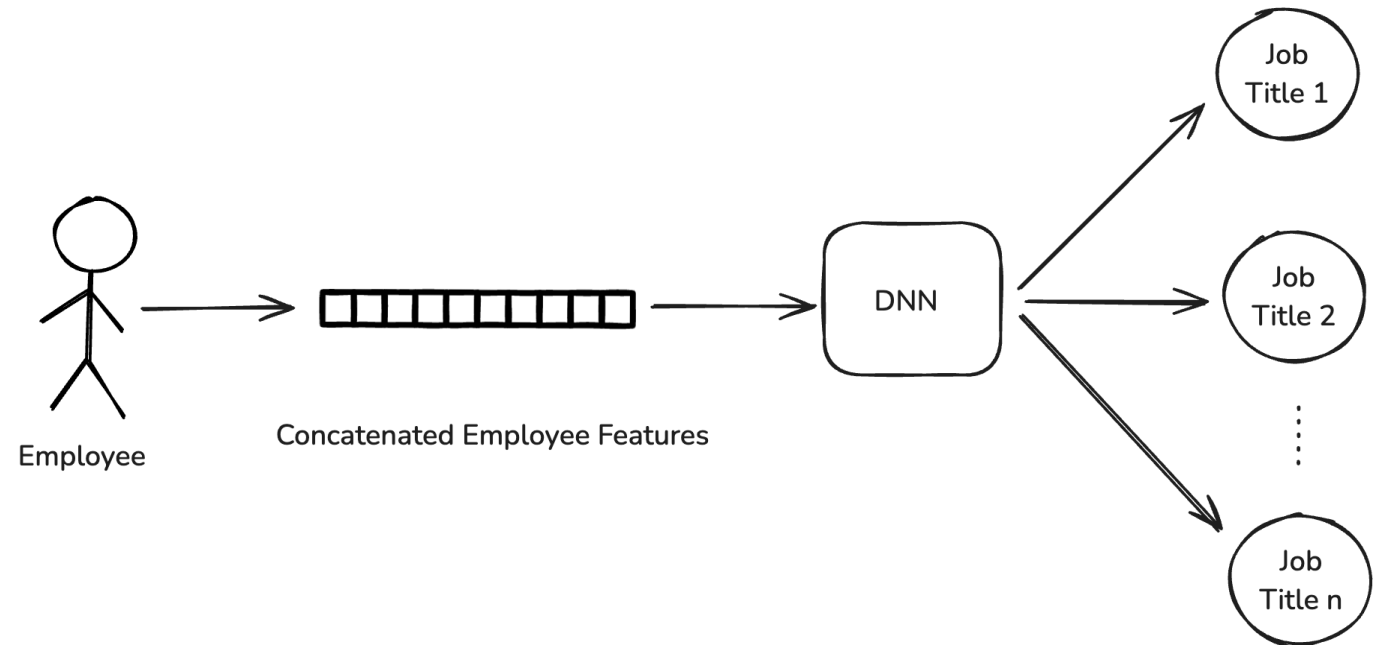 Employee
Concatenated Employee Features
DNN
Job
Title 1
Job
Title 2
Job
Title n